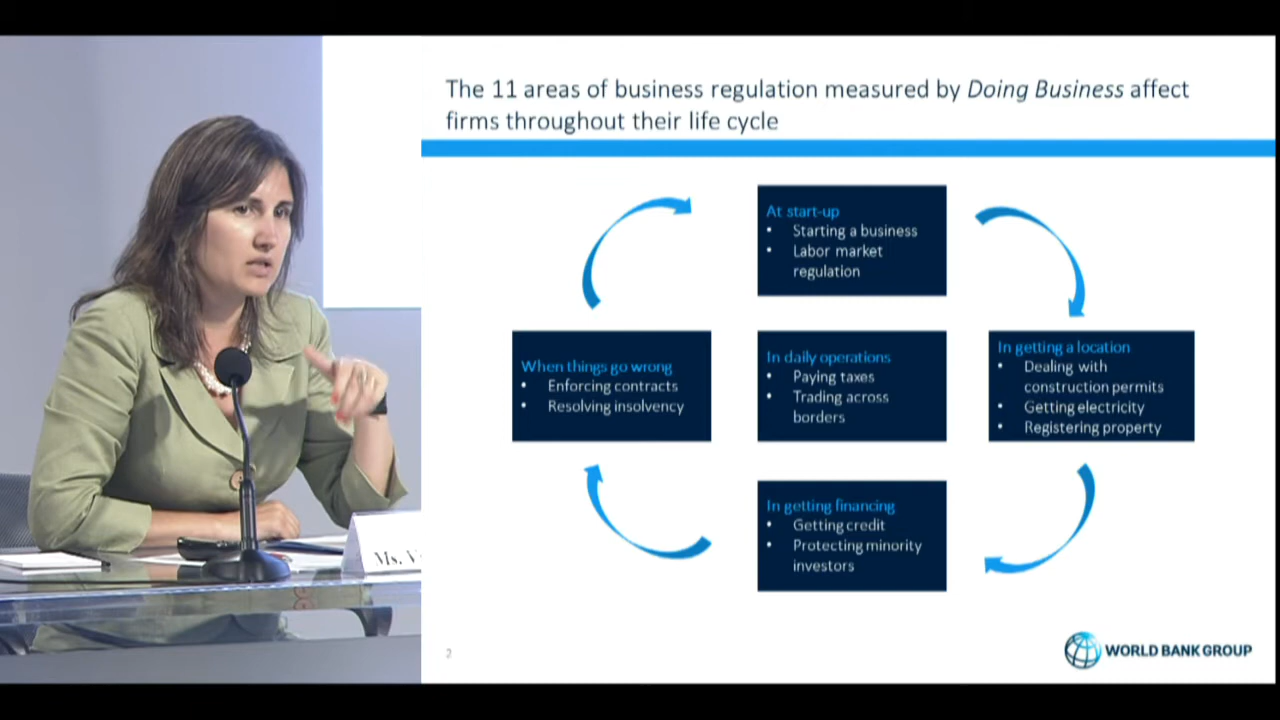 The 11 areas of business regulation measured by Doing Business affect
firms throughout their life cycle
At start-up
• Starting a business
• Labor market
regulation
When things go wrong
• Enforcing contracts
• Resolving insolvency
In daily operations
• Paying taxes
• Trading across
borders
In getting a location
• Dealing with
construction permits
• Getting electricity
• Registering property
In getting financing
• Getting credit
• Protecting minority
investors
Ms.
2
WORLD BANK GROUP